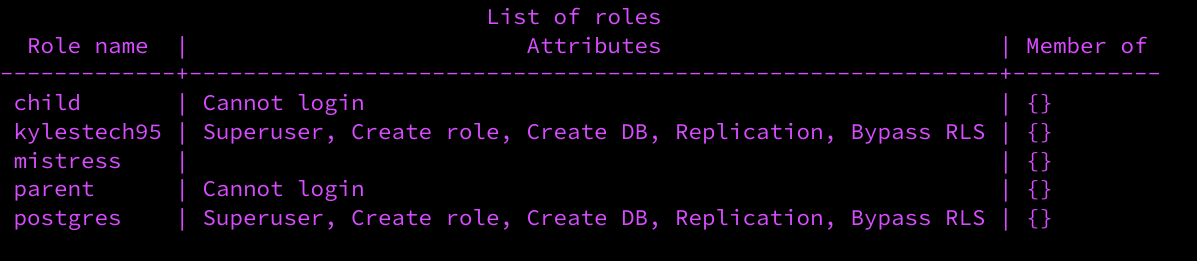 List of roles
Role name | Attributes | Member of
-------------+------------------------------------------------------------+-----------
child | Cannot login | {}
kylestech95 | Superuser, Create role, Create DB, Replication, Bypass RLS | {}
mistress | | {}
parent | Cannot login | {}
postgres | Superuser, Create role, Create DB, Replication, Bypass RLS | {}